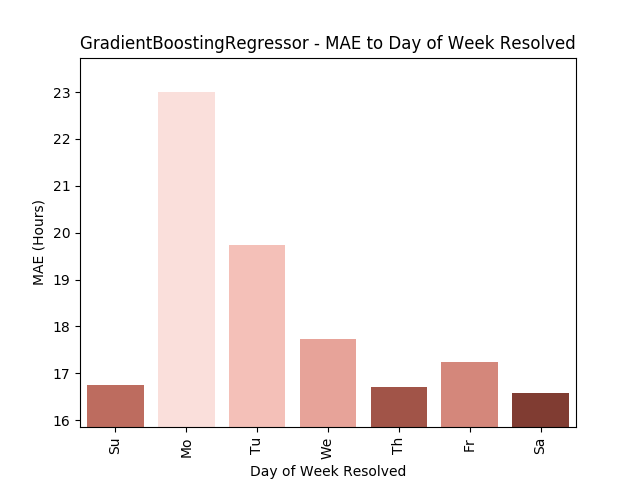 GradientBoostingRegressor - MAE to Day of Week Resolved
MAE (Hours)
23
22
21
20
19
18
17
16
Su
Mo
Tu
We
Th
Fr
Sa
Day of Week Resolved